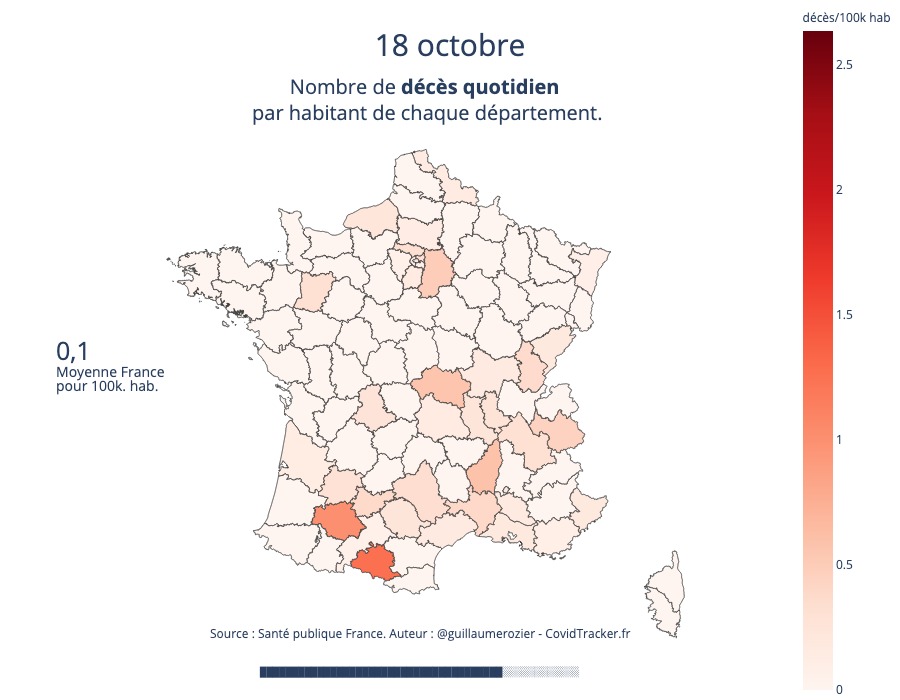 décès/100k hab
18 octobre
Nombre de décès quotidien
par habitant de chaque département.
2.5
2
1.5
1
0.5
0
0,1
Moyenne France
pour 100k. hab.
Source : Santé publique France. Auteur : @guillaumerozier - CovidTracker.fr